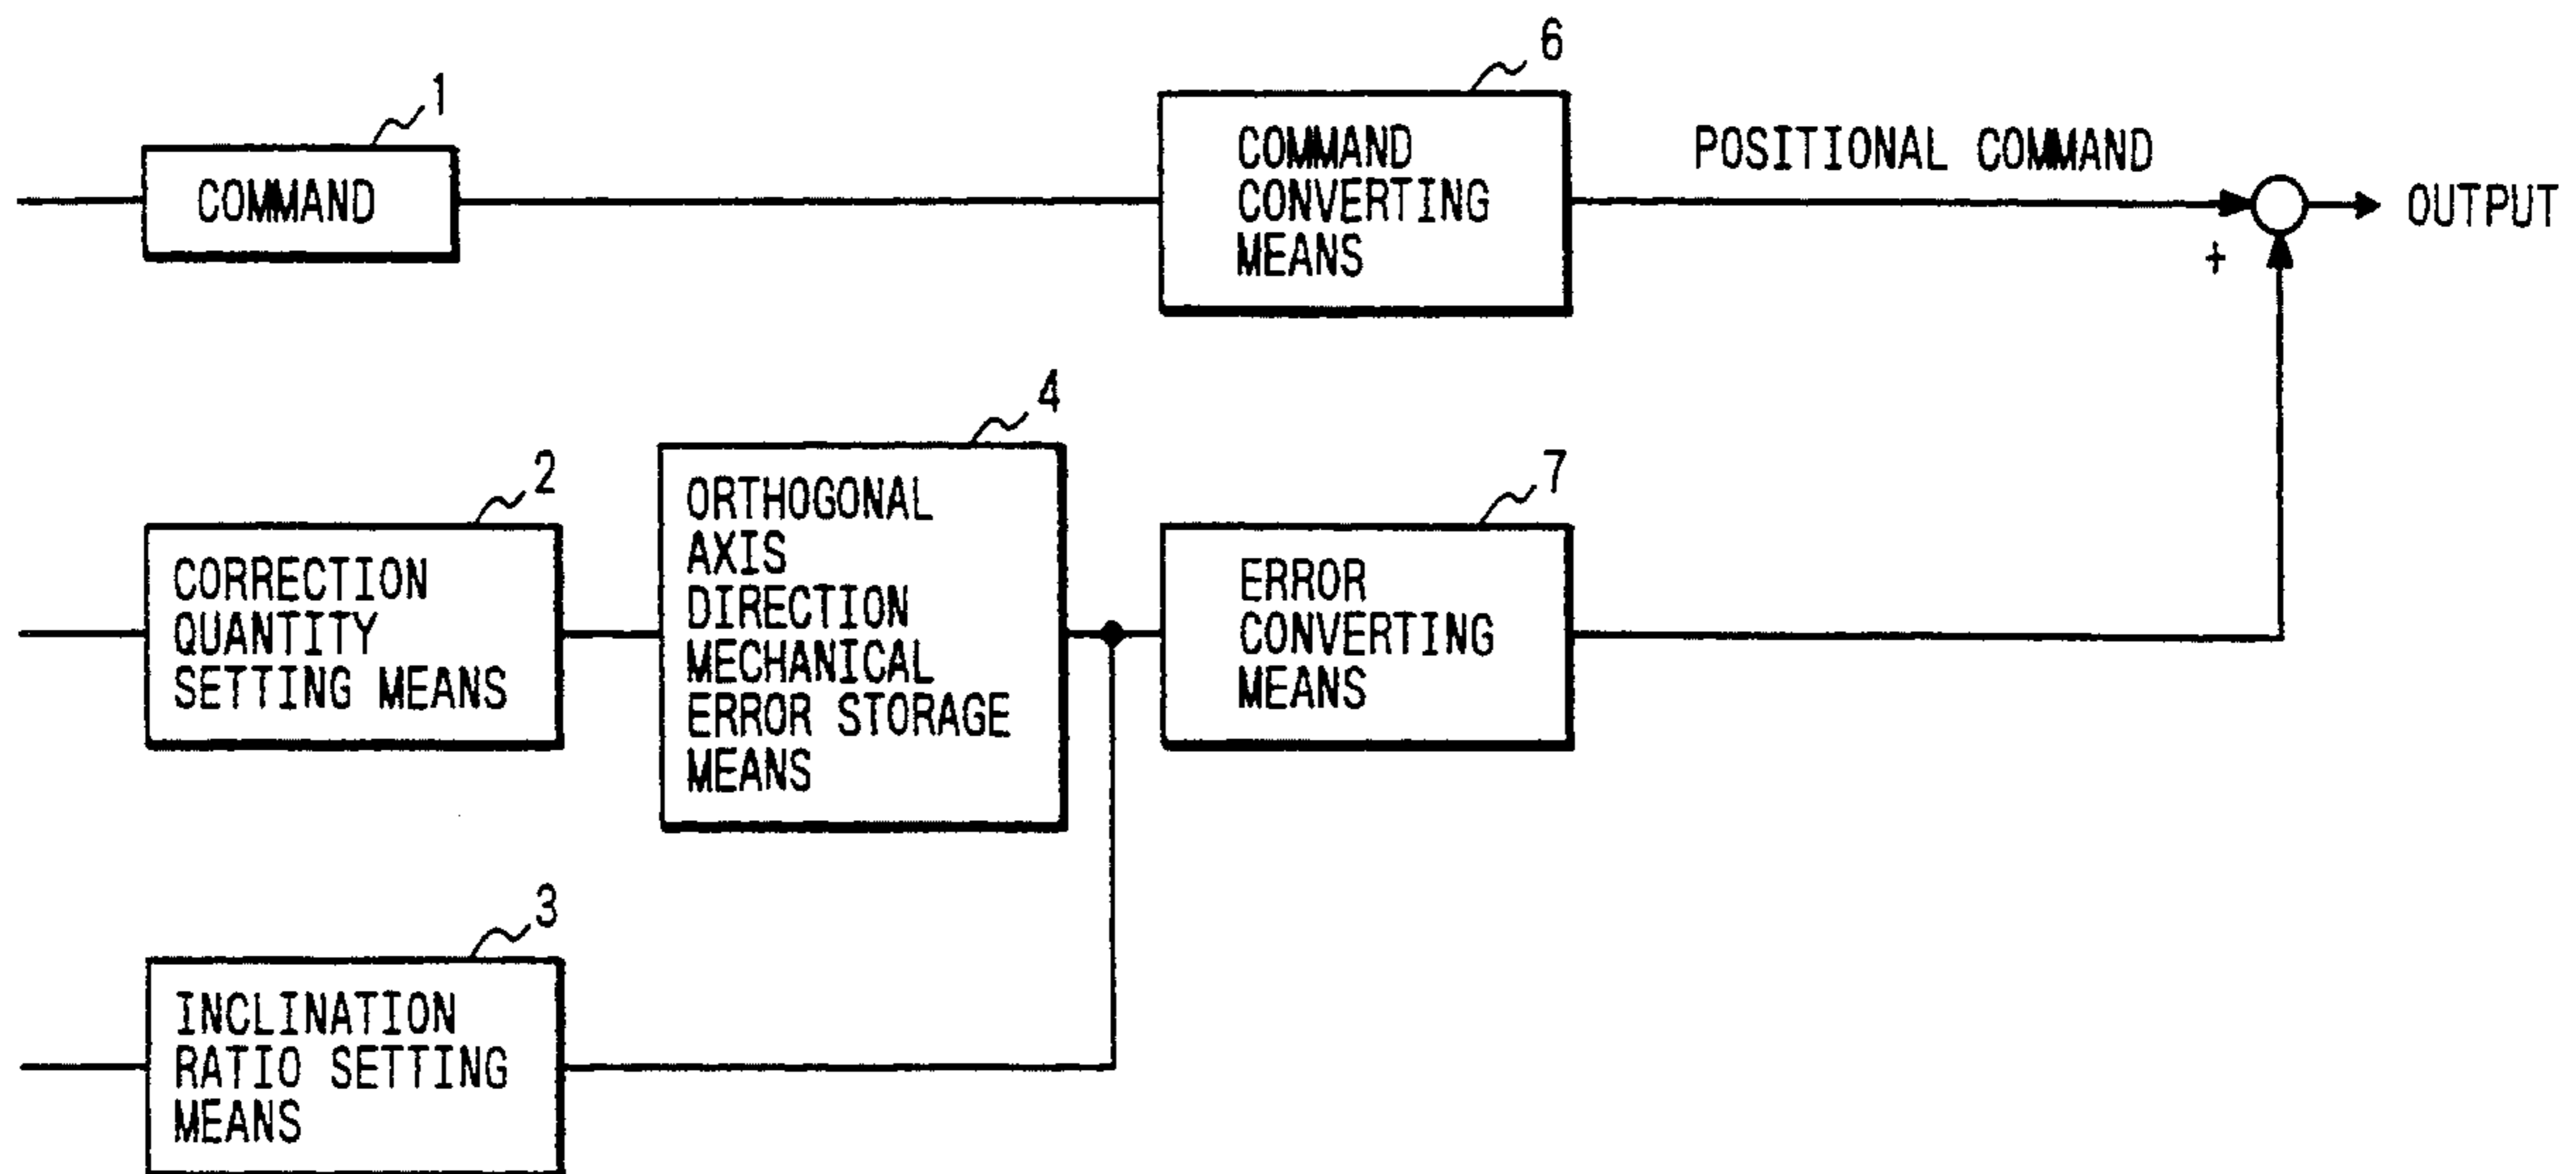 6
1
COMMAND
COMMAND
CONVERTING
MEANS
POSITIONAL COMMAND
+
OUTPUT
4
2
7
ORTHOGONAL
AXIS
DIRECTION
MECHANICAL
ERROR STORAGE
MEANS
CORRECTION
QUANTITY
SETTING MEANS
ERROR
CONVERTING
MEANS
3
INCLINATION
RATIO SETTING
MEANS